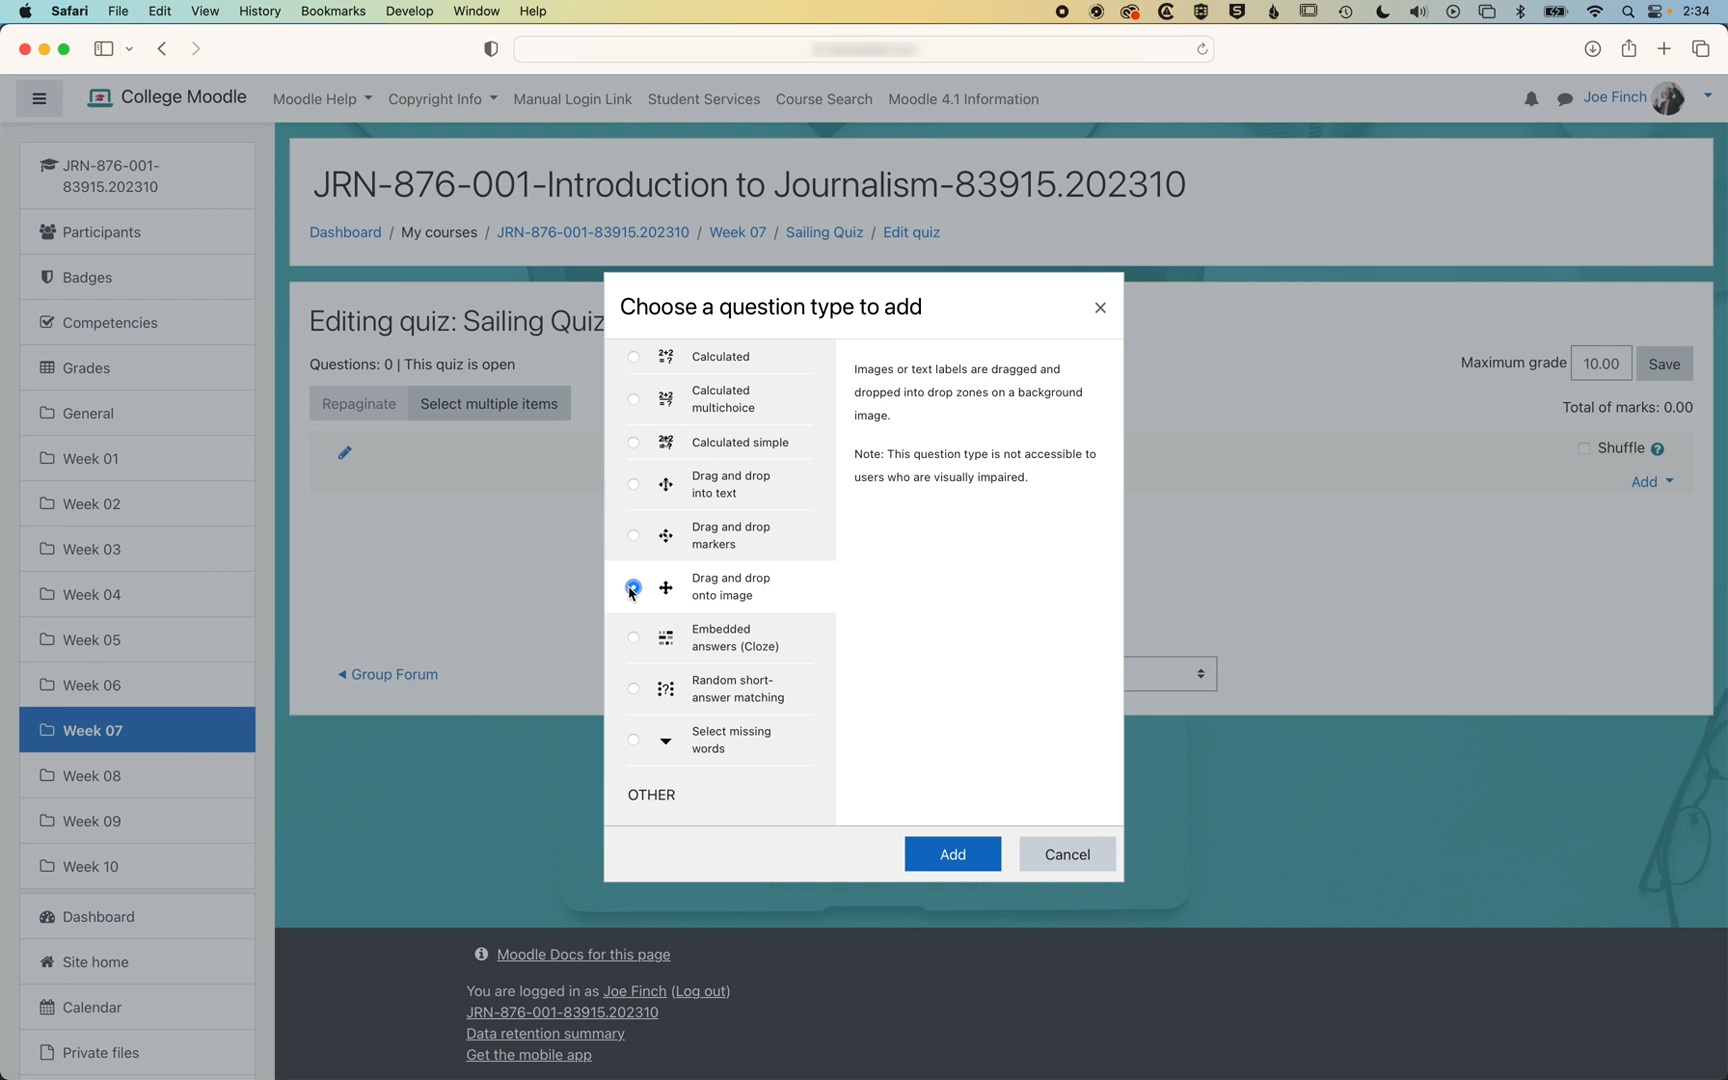 Safari File Edit View History Bookmarks Develop Window Help 2:34
College Moodle Moodle Help Copyright Info Manual Login Link Student Services Course Search Moodle 4.1 Information Joe Finch
JRN-876-001-
83915.202310
Participants
Badges
Competencies
Grades
General
Week 01
Week 02
Week 03
Week 04
Week 05
Week 06
Week 07
Week 08
Week 09
Week 10
Dashboard
Site home
Calendar
Private files
JRN-876-001-Introduction to Journalism-83915.202310
Dashboard / My courses / JRN-876-001-83915.202310 / Week 07 / Sailing Quiz / Edit quiz
Editing quiz: Sailing Quiz
Questions: 0 | This quiz is open
Maximum grade 10.00 Save
Repaginate Select multiple items
Total of marks: 0.00
Shuffle
Add
Group Forum
Choose a question type to add
2+2 =? Calculated
2+2 =? Calculated
multichoice
Calculated simple
Drag and drop
into text
Drag and drop
markers
Drag and drop
onto image
Embedded
answers (Cloze)
Random short-
answer matching
Select missing
words
OTHER
Images or text labels are dragged and
dropped into drop zones on a background
image.
Note: This question type is not accessible to
users who are visually impaired.
Add Cancel
Moodle Docs for this page
You are logged in as Joe Finch (Log out)
JRN-876-001-83915.202310
Data retention summary
Get the mobile app